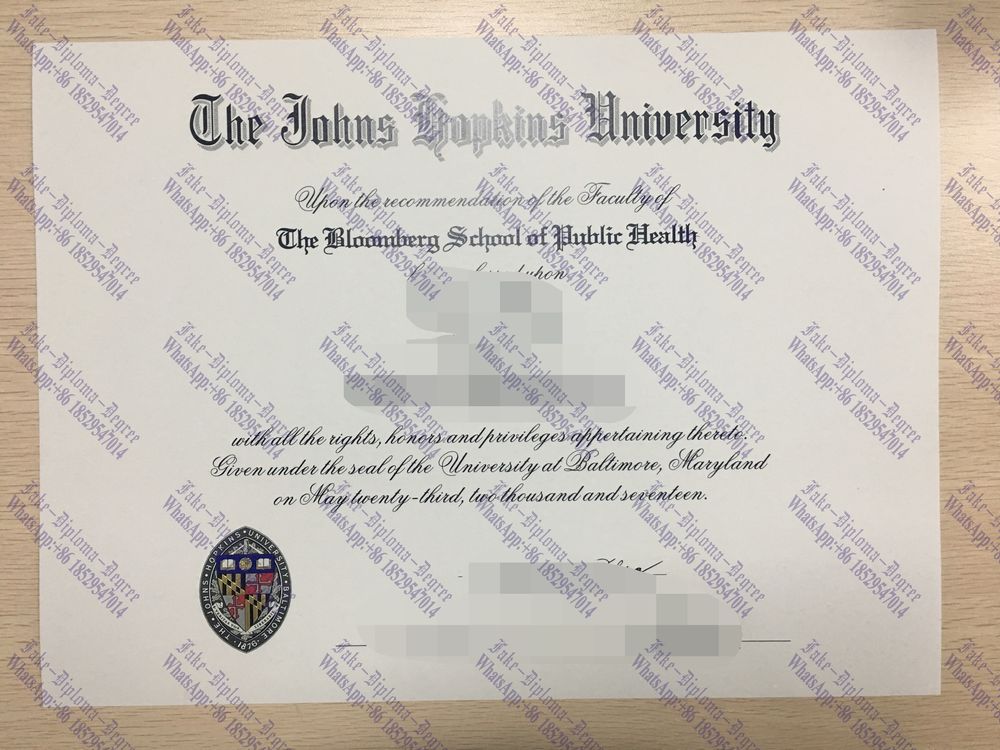 The Johns Hopkins University
Upon the recommendation of the Faculty of
The Bloomberg School of Public Health
upon
with all the rights, honors and privileges appertaining thereto.
Given under the seal of the University at Baltimore, Maryland
on May twenty-third, two thousand and seventeen.
THE JOHNS HOPKINS UNIVERSITY BALTIMORE
1876
Fake-Diploma-Degree
WhatsApp:+86 18529547014